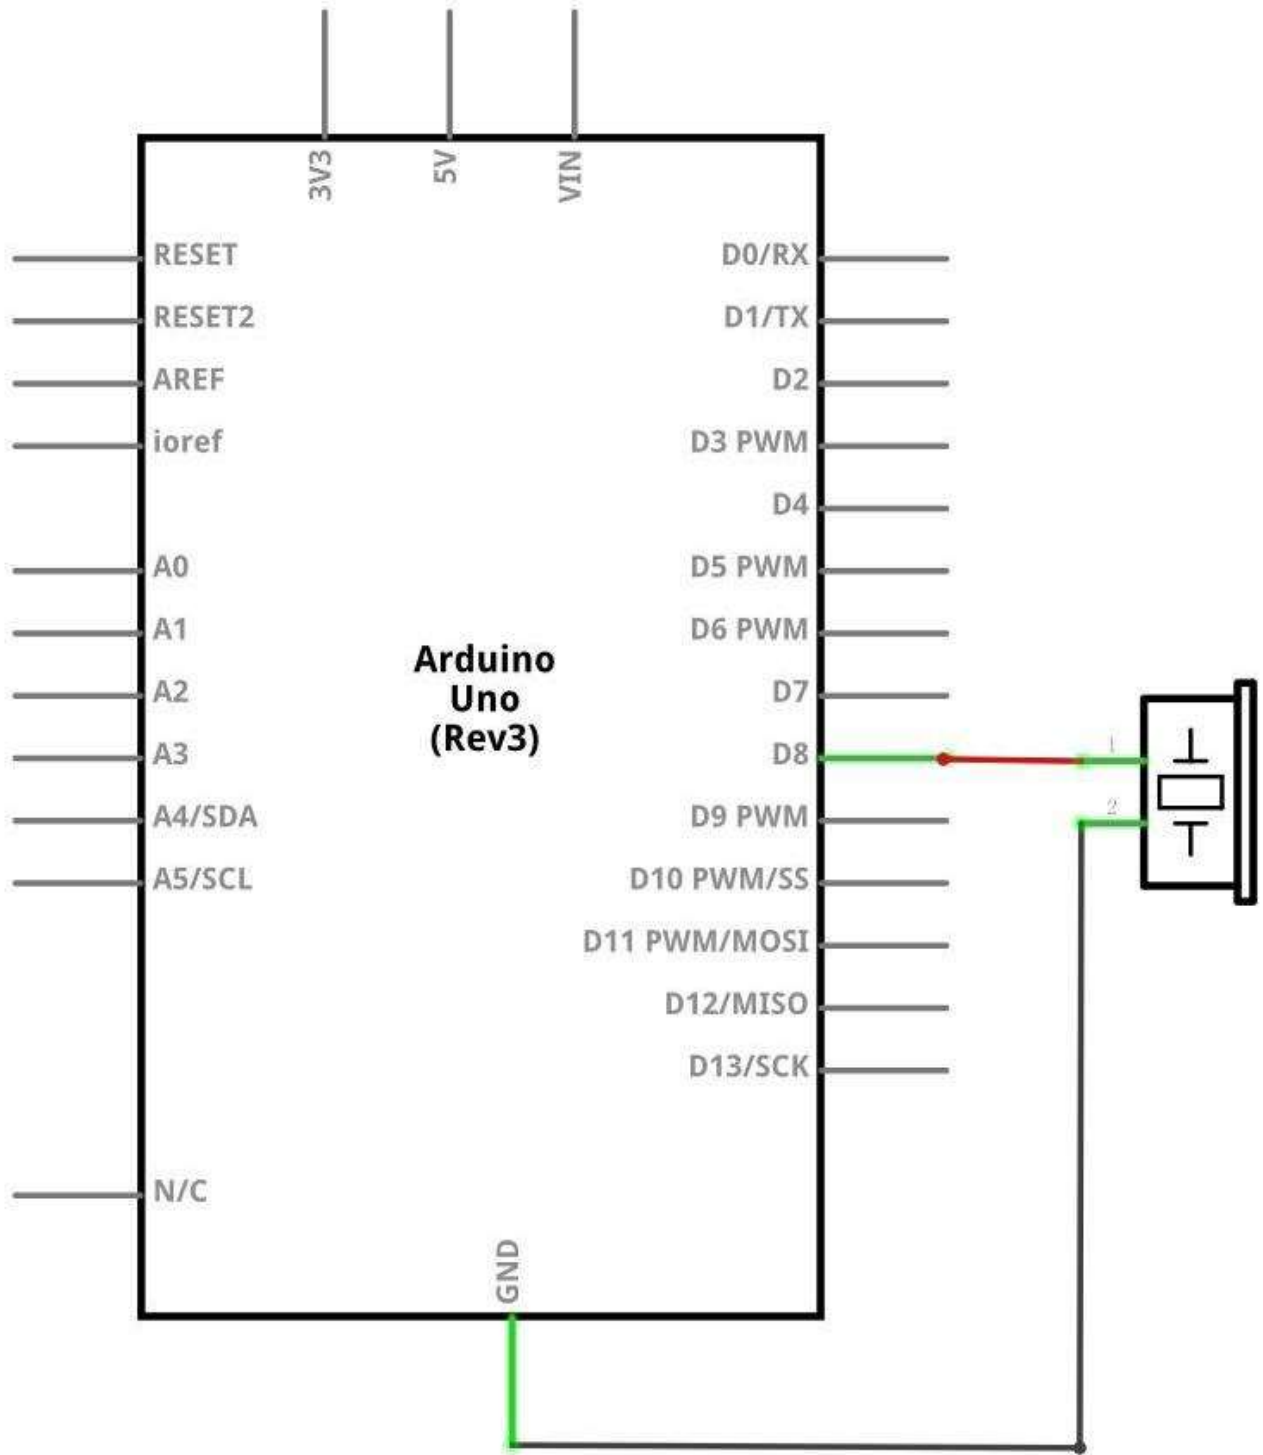 3V3
5V
VIN
RESET
RESET2
AREF
ioref
A0
A1
A2
A3
A4/SDA
A5/SCL
N/C
Arduino
Uno
(Rev3)
D0/RX
D1/TX
D2
D3 PWM
D4
D5 PWM
D6 PWM
D7
D8
D9 PWM
D10 PWM/SS
D11 PWM/MOSI
D12/MISO
D13/SCK
GND
1
2